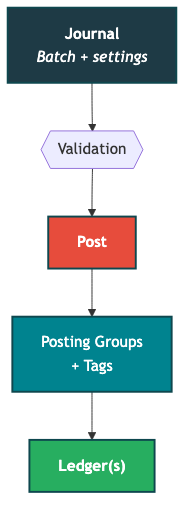 Journal
Batch + settings
Validation
Post
Posting Groups
+ Tags
Ledger(s)